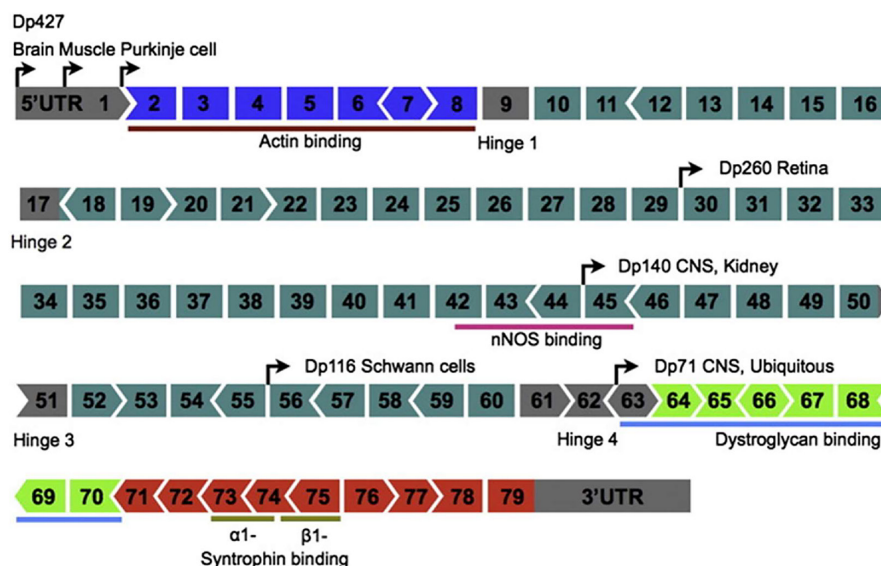 Dp427
Brain Muscle Purkinje cell
5'UTR 1 2 3 4 5 6 7 8 9 10 11 12 13 14 15 16
Actin binding Hinge 1
Dp260 Retina
17 18 19 20 21 22 23 24 25 26 27 28 29 30 31 32 33
Hinge 2
Dp140 CNS, Kidney
34 35 36 37 38 39 40 41 42 43 44 45 46 47 48 49 50
nNOS binding
Dp116 Schwann cells Dp71 CNS, Ubiquitous
51 52 53 54 55 56 57 58 59 60 61 62 63 64 65 66 67 68
Hinge 3 Hinge 4 Dystroglycan binding
69 70 71 72 73 74 75 76 77 78 79 3'UTR
α1- β1-
Syntrophin binding